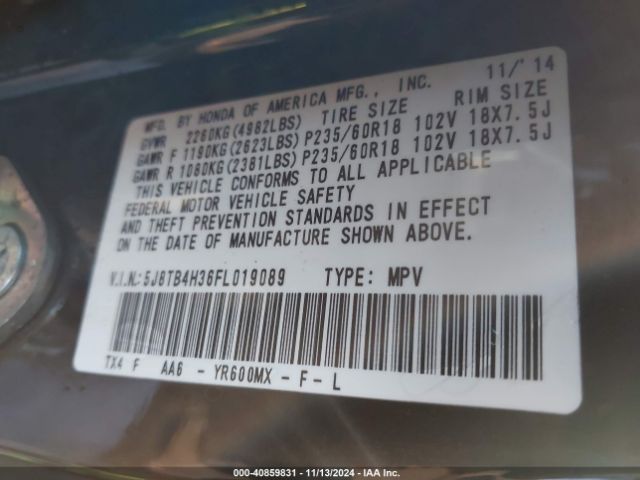 MFD. BY HONDA OF AMERICA MFG., INC. 11/'14
GVWR 2260KG(4982LBS) TIRE SIZE RIM SIZE
GAWR F 1190KG(2623LBS) P235/60R18 102V 18X7.5J
GAWR R 1080KG(2381LBS) P235/60R18 102V 18X7.5J
THIS VEHICLE CONFORMS TO ALL APPLICABLE
FEDERAL MOTOR VEHICLE SAFETY
AND THEFT PREVENTION STANDARDS IN EFFECT
ON THE DATE OF MANUFACTURE SHOWN ABOVE.
V.I.N.:5J8TB4H36FL019089 TYPE: MPV
TX4 F AA6 - YR600MX - F - L
000-40859831 - 11/13/2024 - IAA Inc.